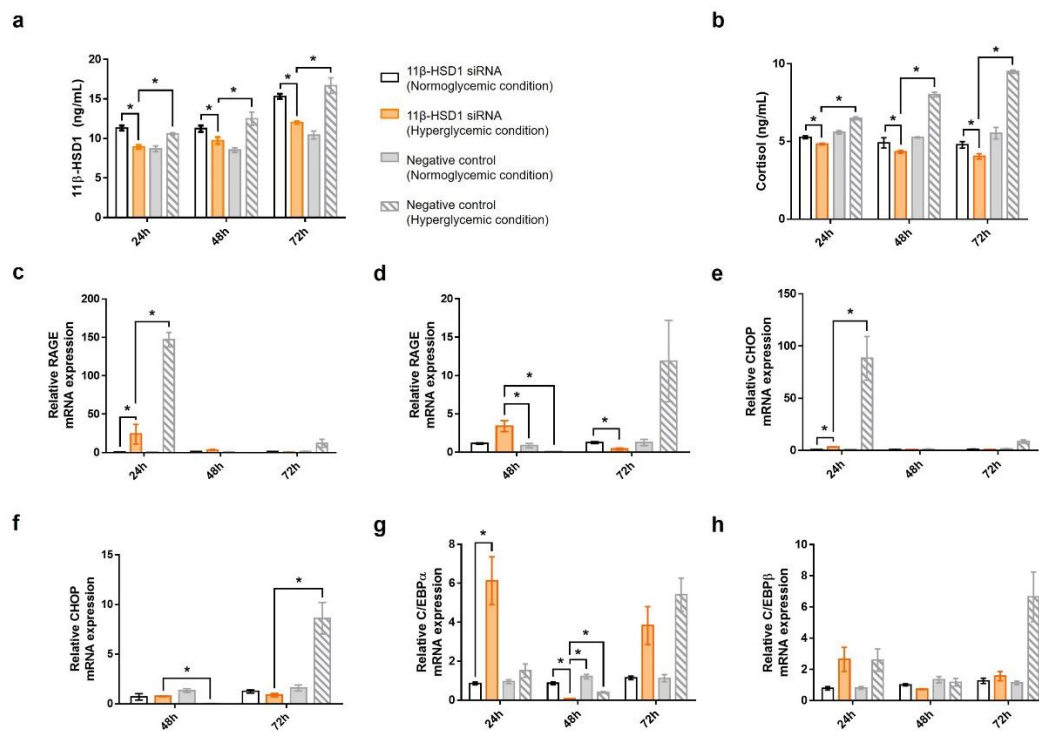 a
11β-HSD1 (ng/mL)
20
15
10
5
0
*
*
*
*
*
*
24h
48h
72h
11β-HSD1 siRNA
(Normoglycemic condition)
11β-HSD1 siRNA
(Hyperglycemic condition)
Negative control
(Normoglycemic condition)
Negative control
(Hyperglycemic condition)
b
Cortisol (ng/mL)
10
5
0
*
*
*
*
*
*
24h
48h
72h
c
Relative RAGE
mRNA expression
200
150
100
50
0
*
*
24h
48h
72h
d
Relative RAGE
mRNA expression
20
15
10
5
0
*
*
*
48h
72h
e
Relative CHOP
mRNA expression
150
100
50
0
*
*
24h
48h
72h
f
Relative CHOP
mRNA expression
15
10
5
0
*
*
48h
72h
g
Relative C/EBPα
mRNA expression
8
6
4
2
0
*
*
*
*
24h
48h
72h
h
Relative C/EBPβ
mRNA expression
10
8
6
4
2
0
24h
48h
72h